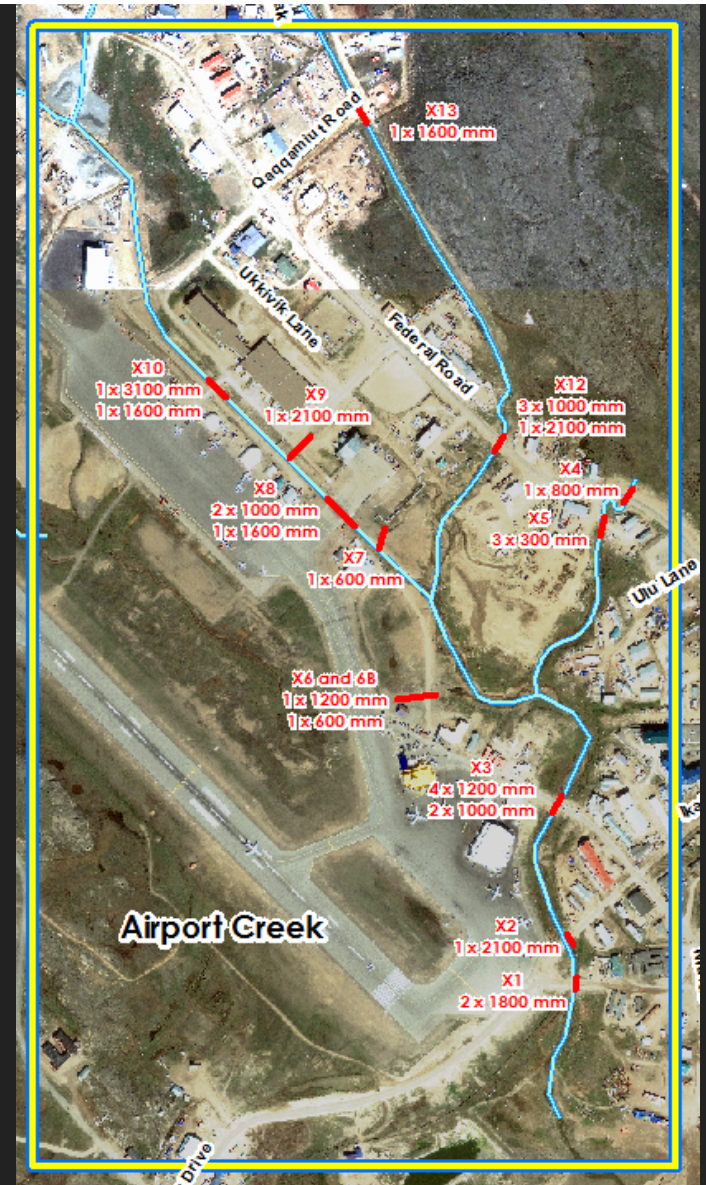 ak
X13
1 x 1600 mm
Qaqqamiut Road
Ukkivik Lane
Federal Road
X10
1 x 3100 mm
1 x 1600 mm
X9
1 x 2100 mm
X12
3 x 1000 mm
1 x 2100 mm
X4
1 x 800 mm
X8
2 x 1000 mm
1 x 1600 mm
X5
3 x 300 mm
X7
1 x 600 mm
Ulu Lane
X6 and 6B
1 x 1200 mm
1 x 600 mm
X3
4 x 1200 mm
2 x 1000 mm
Ika
Airport Creek
X2
1 x 2100 mm
X1
2 x 1800 mm
Drive